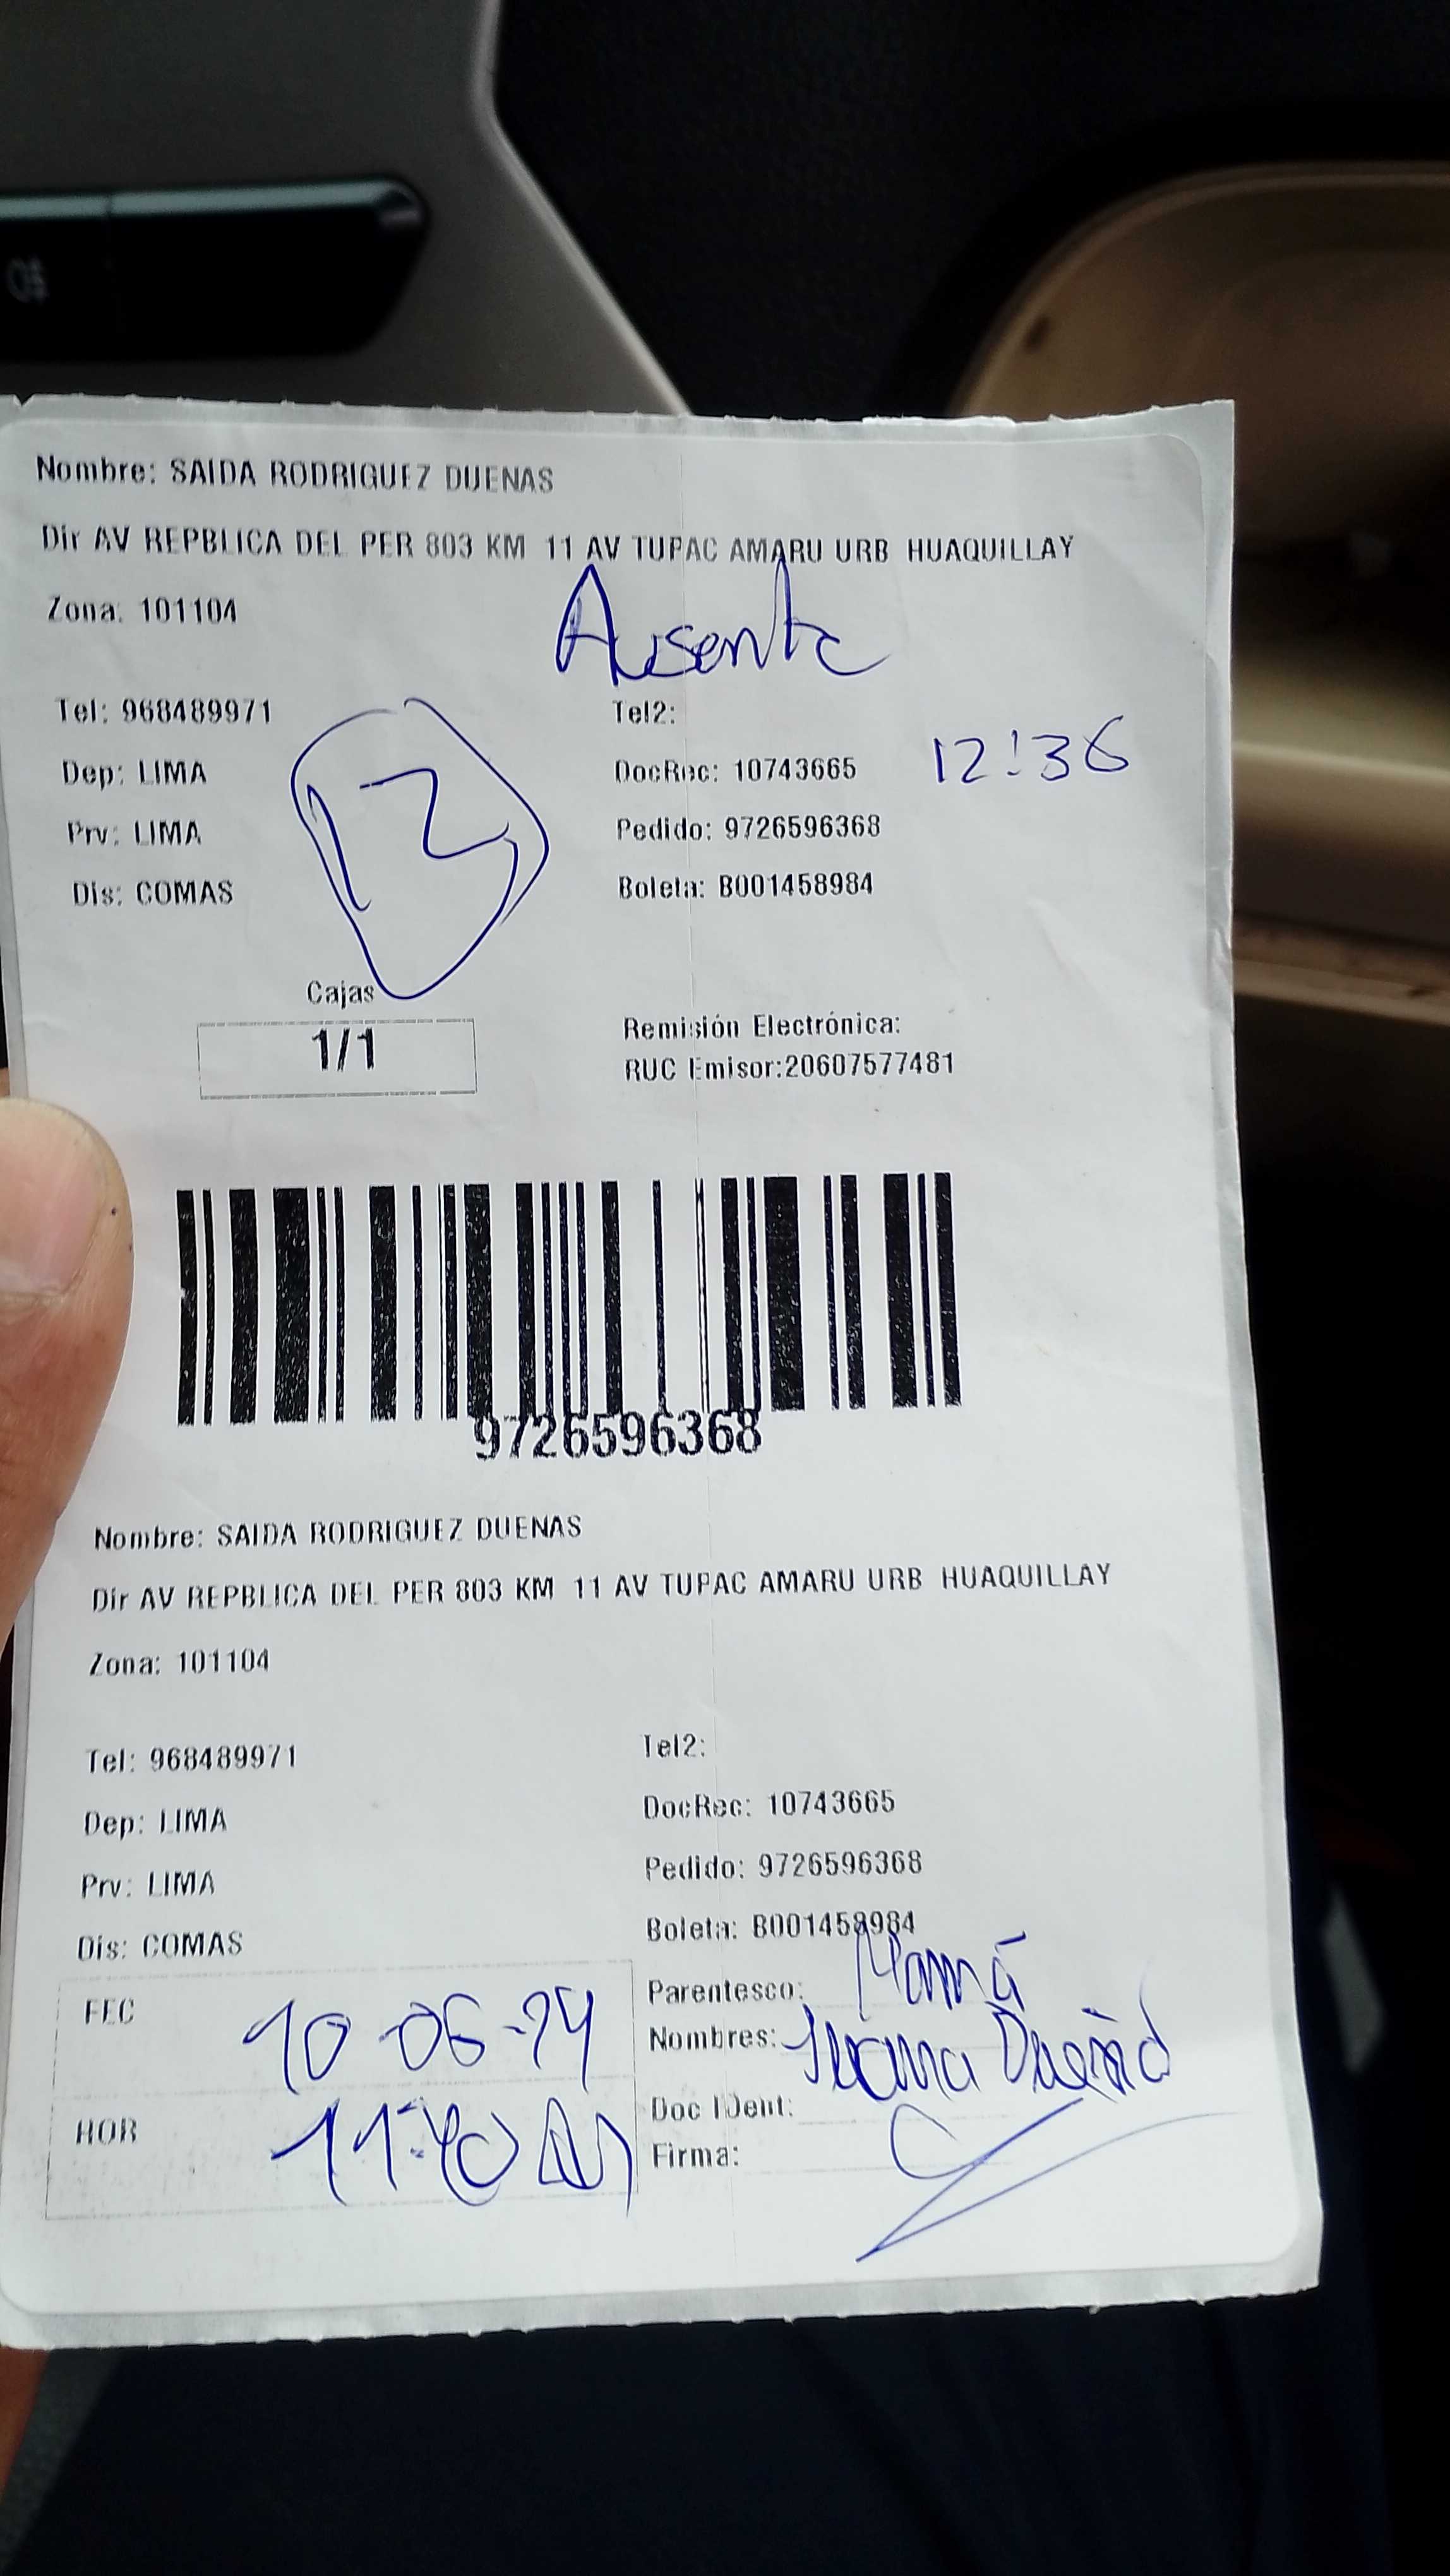 Nombre: SAIDA RODRIGUEZ DUENAS
Dir AV REPBLICA DEL PER 803 KM 11 AV TUPAC AMARU URB HUAQUILLAY
Zona: 101104
Ausente
Tel: 968489971 Tel2:
12:36
Dep: LIMA DocRec: 10743665
Prv: LIMA Pedido: 9726596368
Dis: COMAS Boleta: B001458984
Cajas
1/1
Remisión Electrónica:
RUC Emisor:20607577481
9726596368
Nombre: SAIDA RODRIGUEZ DUENAS
Dir AV REPBLICA DEL PER 803 KM 11 AV TUPAC AMARU URB HUAQUILLAY
Zona: 101104
Tel: 968489971 Tel2:
Dep: LIMA DocRec: 10743665
Prv: LIMA Pedido: 9726596368
Dis: COMAS Boleta: B001458984
FEC 10-06-24 Parentesco: Mamá
Nombres:
HOR 11:40 AM Doc IDent:
Firma: